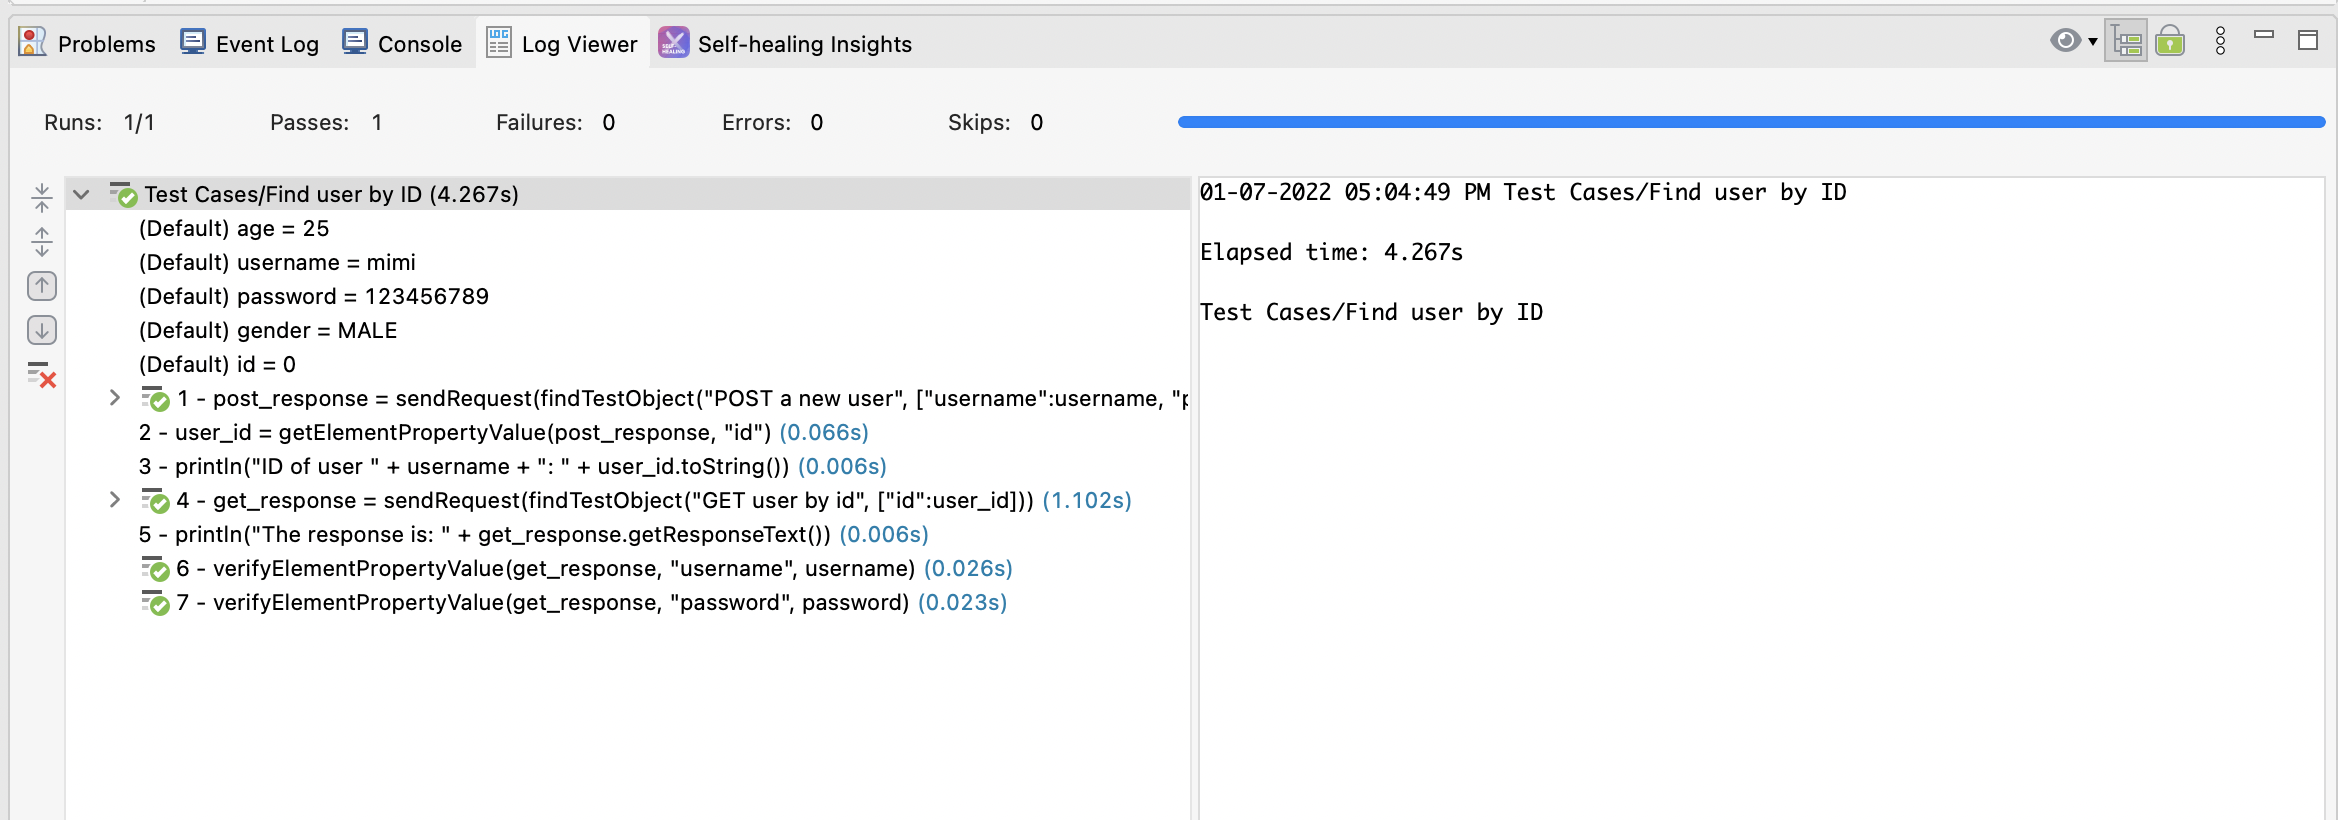 Problems Event Log Console Log Viewer Self-healing Insights
Runs: 1/1 Passes: 1 Failures: 0 Errors: 0 Skips: 0
Test Cases/Find user by ID (4.267s)
(Default) age = 25
(Default) username = mimi
(Default) password = 123456789
(Default) gender = MALE
(Default) id = 0
1 - post_response = sendRequest(findTestObject("POST a new user", ["username":username, "p
2 - user_id = getElementPropertyValue(post_response, "id") (0.066s)
3 - println("ID of user " + username + ": " + user_id.toString()) (0.006s)
4 - get_response = sendRequest(findTestObject("GET user by id", ["id":user_id])) (1.102s)
5 - println("The response is: " + get_response.getResponseText()) (0.006s)
6 - verifyElementPropertyValue(get_response, "username", username) (0.026s)
7 - verifyElementPropertyValue(get_response, "password", password) (0.023s)
01-07-2022 05:04:49 PM Test Cases/Find user by ID
Elapsed time: 4.267s
Test Cases/Find user by ID